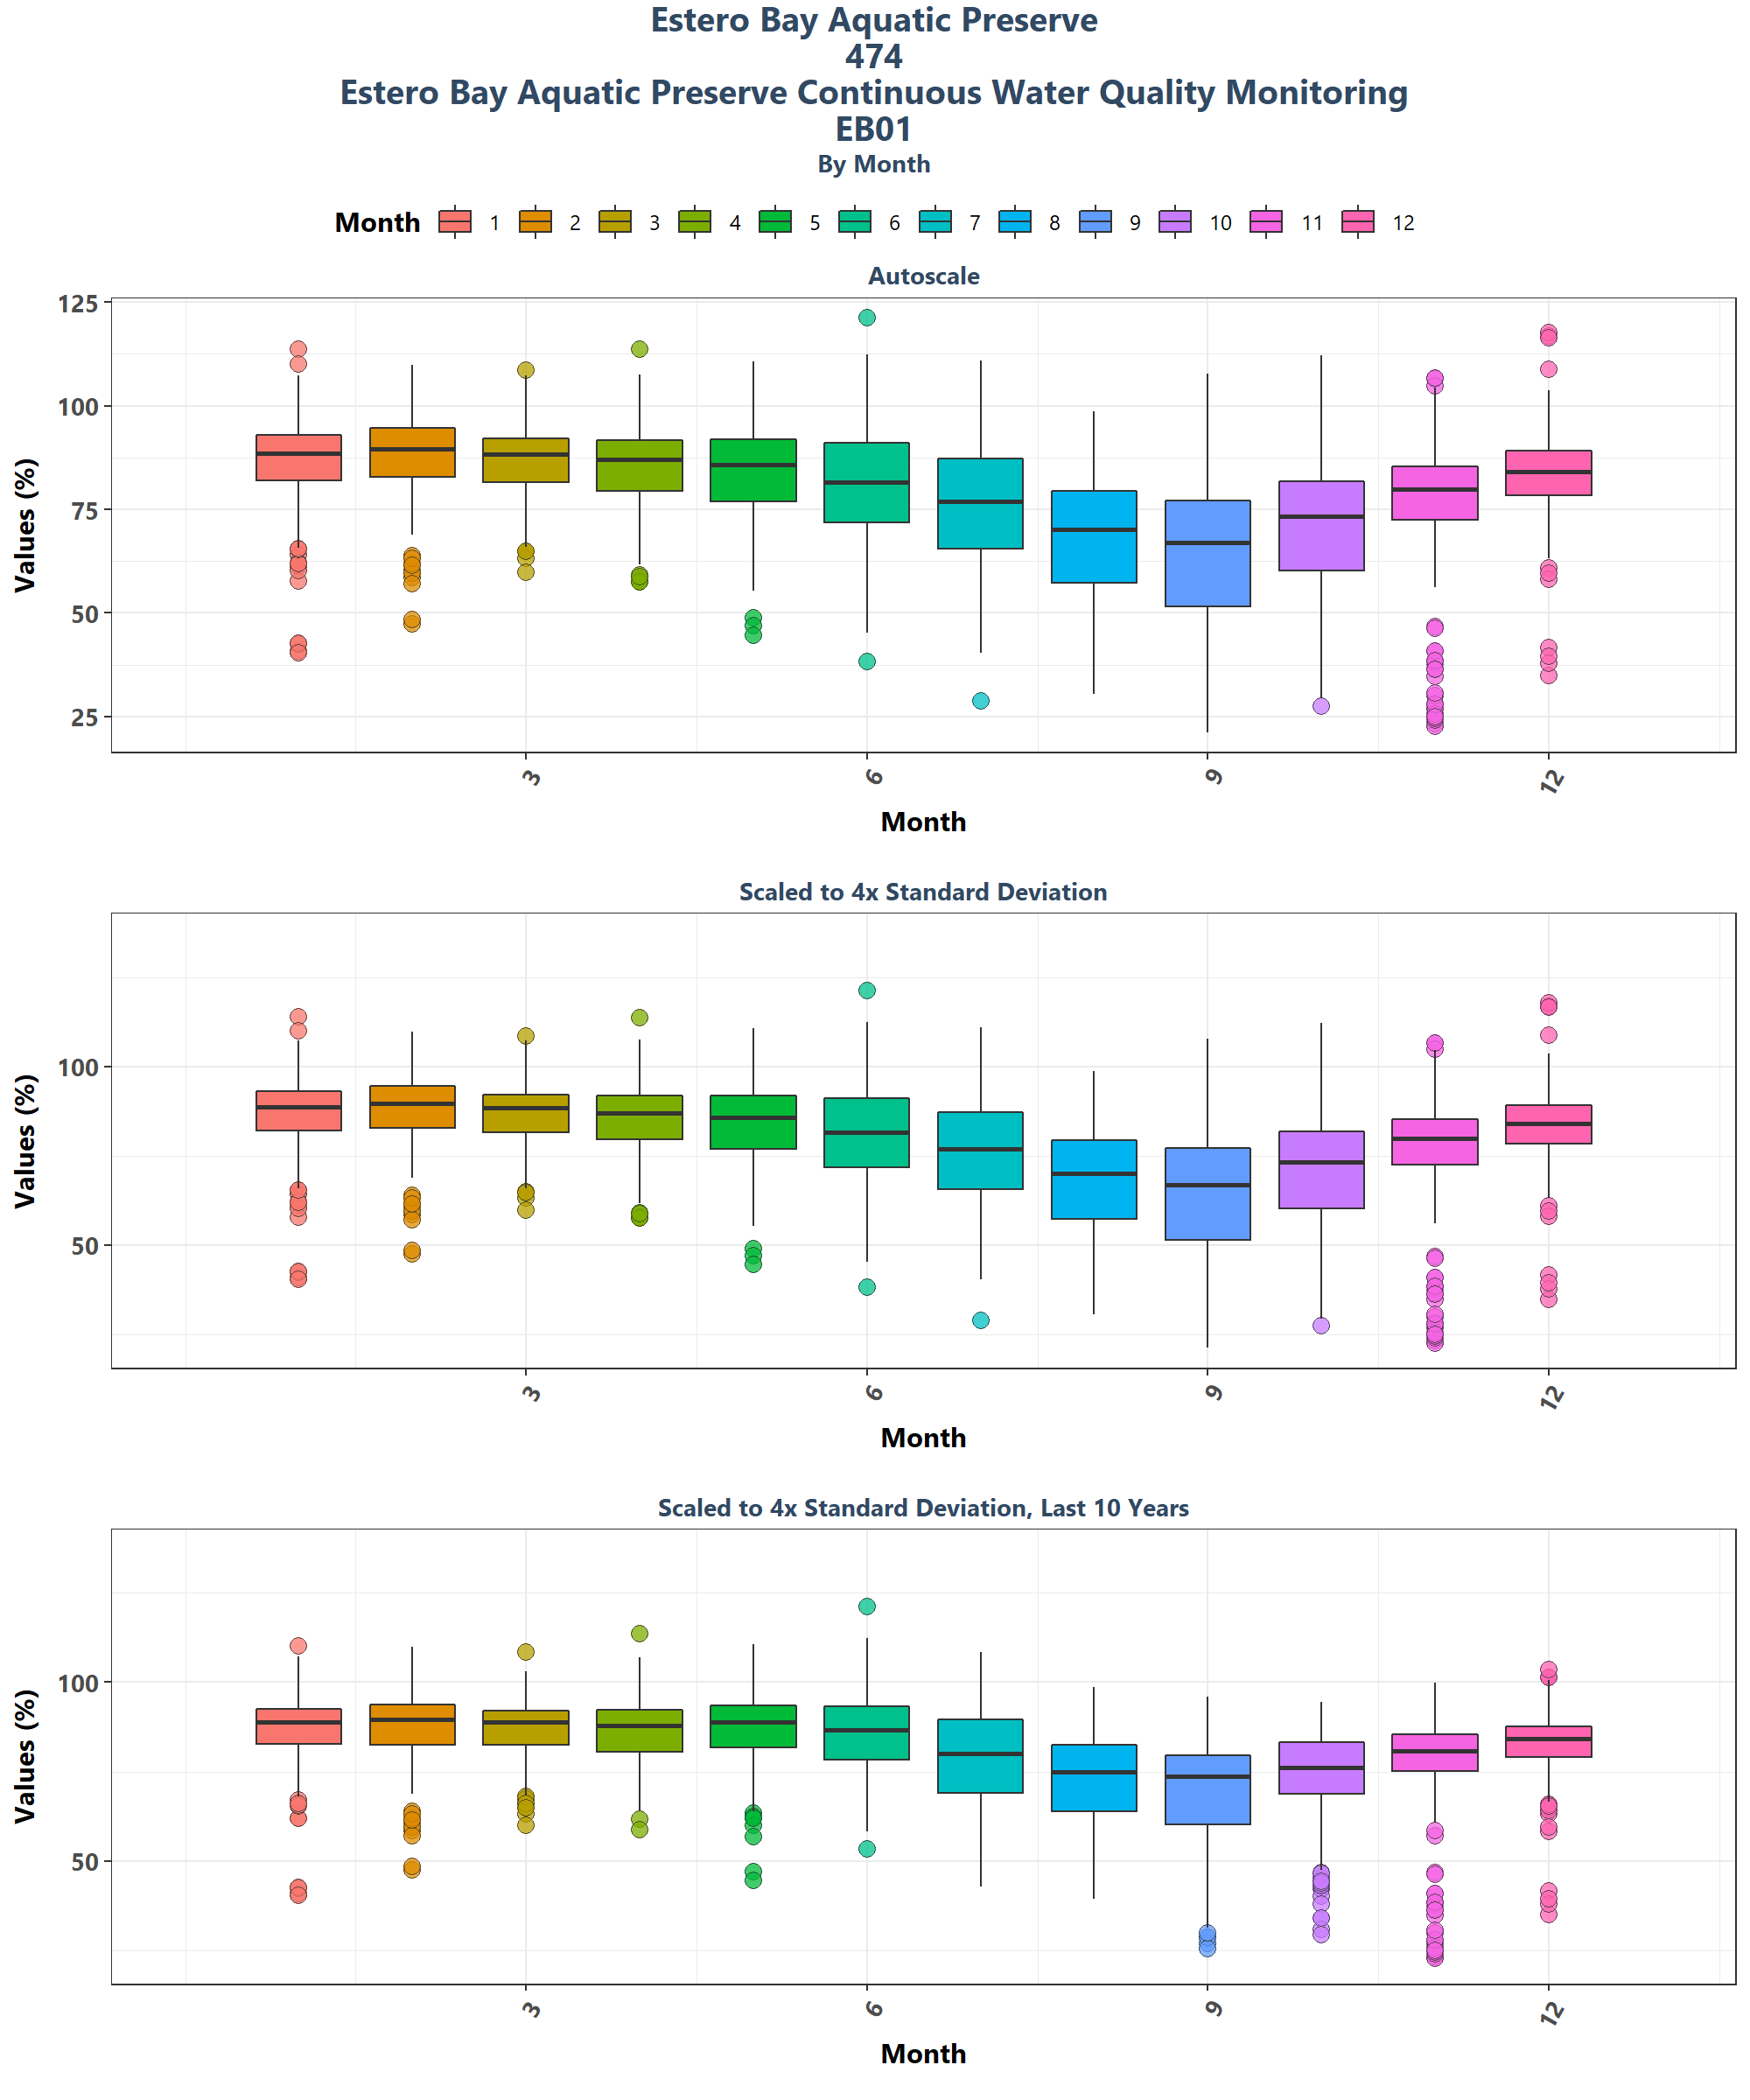 Estero Bay Aquatic Preserve
474
Estero Bay Aquatic Preserve Continuous Water Quality Monitoring
EB01
By Month
Month 1 2 3 4 5 6 7 8 9 10 11 12
Autoscale
Values (%)
125
100
75
50
25
3 6 9 12
Month
Scaled to 4x Standard Deviation
Values (%)
100
50
3 6 9 12
Month
Scaled to 4x Standard Deviation, Last 10 Years
Values (%)
100
50
3 6 9 12
Month